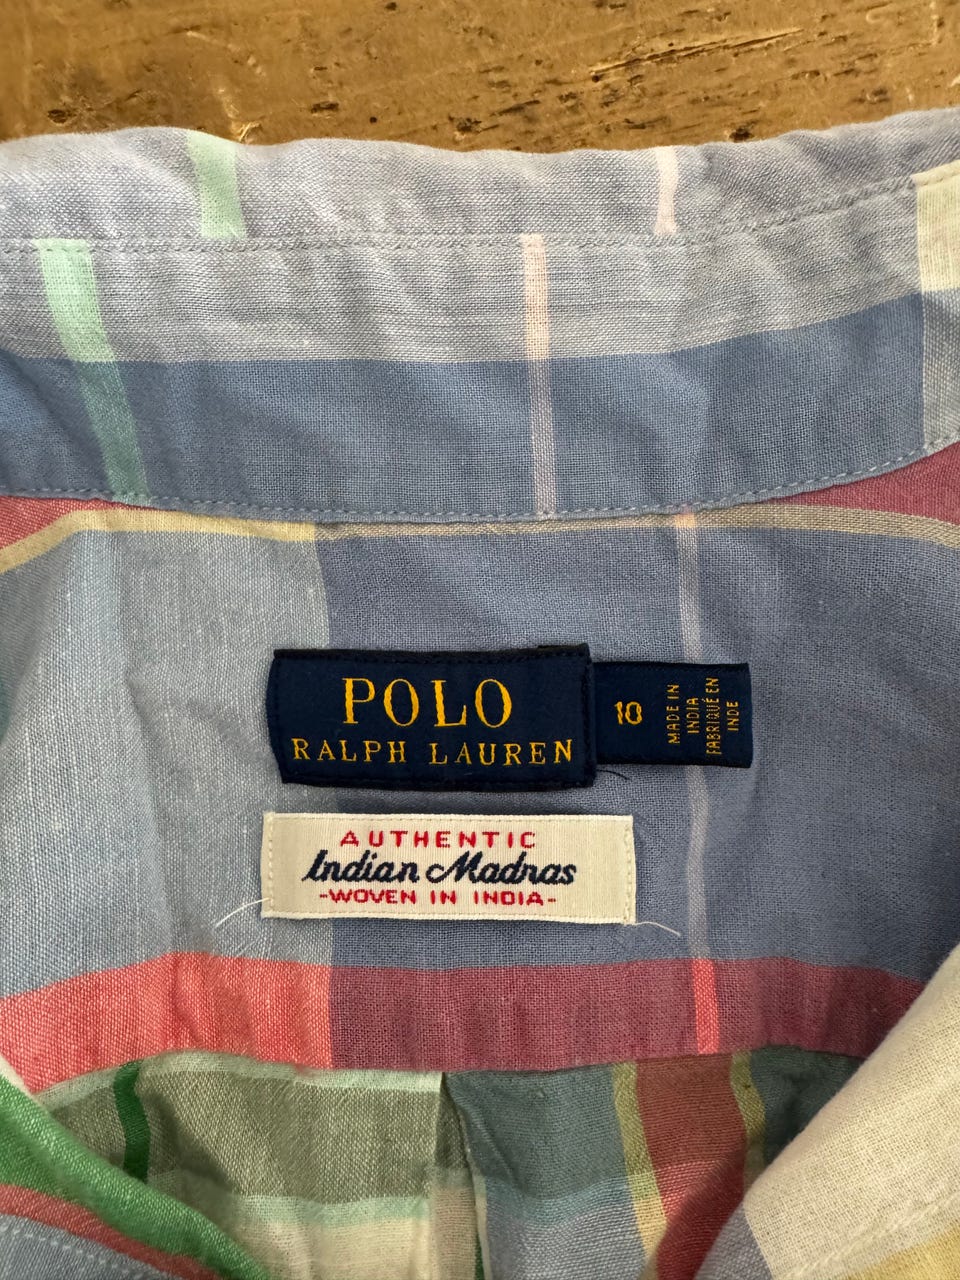 POLO
RALPH LAUREN
10
MADE IN
INDIA
FABRIQUÉ EN
INDE
AUTHENTIC
Indian Madras
-WOVEN IN INDIA-